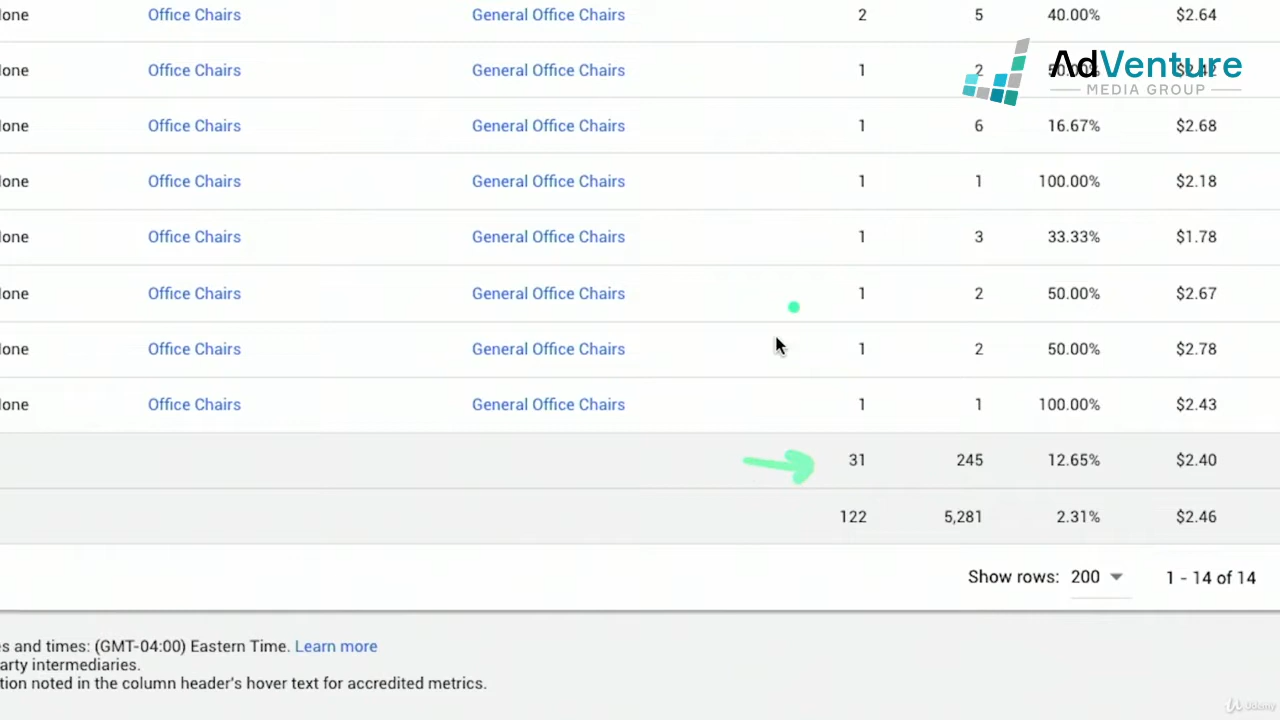 lone Office Chairs General Office Chairs 2 5 40.00% $2.64
AdVenture
MEDIA GROUP
lone Office Chairs General Office Chairs 1 2 50.00% $2.42
lone Office Chairs General Office Chairs 1 6 16.67% $2.68
lone Office Chairs General Office Chairs 1 1 100.00% $2.18
lone Office Chairs General Office Chairs 1 3 33.33% $1.78
lone Office Chairs General Office Chairs 1 2 50.00% $2.67
lone Office Chairs General Office Chairs 1 2 50.00% $2.78
lone Office Chairs General Office Chairs 1 1 100.00% $2.43
31 245 12.65% $2.40
122 5,281 2.31% $2.46
Show rows: 200 1 - 14 of 14
es and times: (GMT-04:00) Eastern Time. Learn more
arty intermediaries.
tion noted in the column header's hover text for accredited metrics.
Udemy